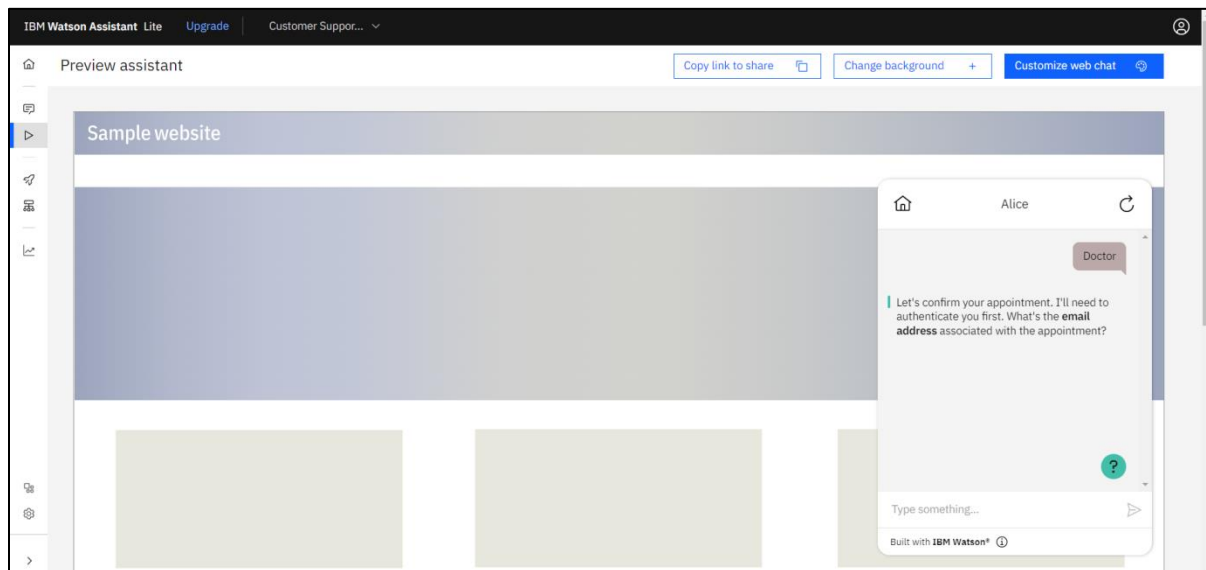 IBM Watson Assistant Lite Upgrade Customer Suppor...
Preview assistant Copy link to share Change background + Customize web chat
Sample website
Alice
Doctor
Let's confirm your appointment. I'll need to
authenticate you first. What's the email
address associated with the appointment?
?
Type something...
Built with IBM Watson®